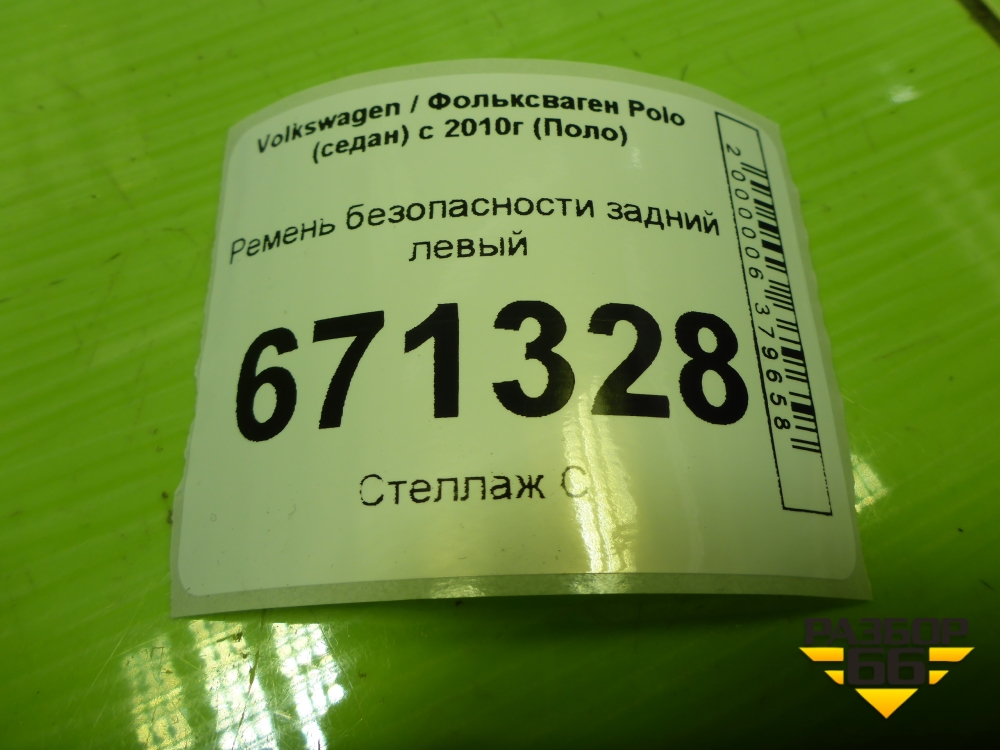 Volkswagen / Фольксваген Polo
(седан) с 2010г (Поло)
Ремень безопасности задний
левый
671328
Стеллаж С
2000006379658
РАЗБОР
66